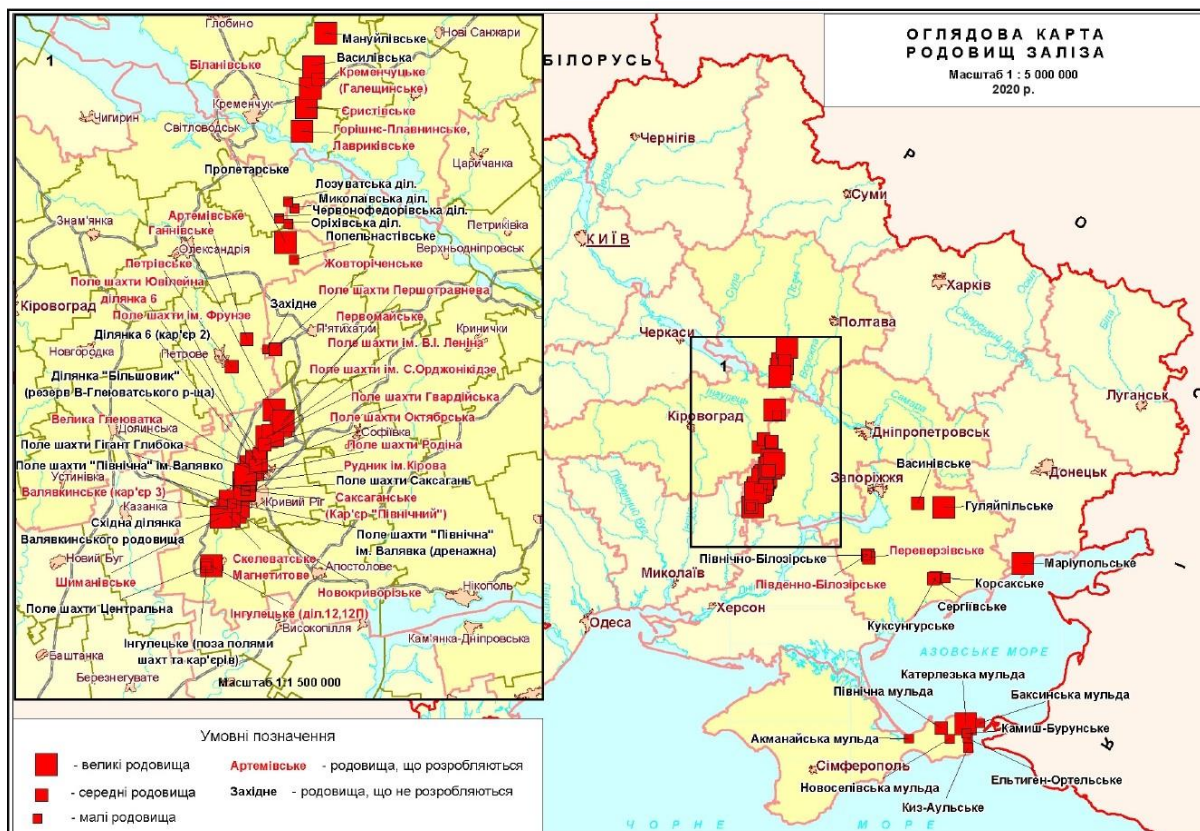 ОГЛЯДОВА КАРТА
РОДОВИЩ ЗАЛІЗА
Масштаб 1 : 5 000 000
2020 р.
БІЛОРУСЬ
Р
О
С
І
Я
1
Глобино
Мануйлівське
Нові Санжари
Василівська
Біланівське
Кременчуцьке
(Галещинське)
Кременчук
Єристівське
Чигирин
Світловодськ
Горішнє-Плавнинське,
Лавриківське
Царичанка
Пролетарське
Лозуватська діл.
Миколаївська діл.
Червонофедорівська діл.
Оріхівська діл.
Знам'янка
Артемівське
Ганнівське
Олександрія
Попельнастівське
Петриківка
Верхньодніпровськ
Петрівське
Жовторіченське
Поле шахти Ювілейна
ділянка 6
Поле шахти Першотравнева
Кіровоград
Західне
Поле шахти ім. Фрунзе
Первомайське
П'ятихатки
Кринички
Ділянка 6 (кар'єр 2)
Поле шахти ім. В.І. Леніна
Новгородка
Петрове
Поле шахти ім. С.Орджонікідзе
Ділянка "Більшовик"
(резерв В-Глеюватського р-ща)
Поле шахти Гвардійська
Велика Глеюватка
Поле шахти Октябрська
Долинська
Софіївка
Поле шахти Гігант Глибока
Поле шахти Родіна
Поле шахти "Північна" ім.Валявко
Рудник ім.Кірова
Устинівка
Поле шахти Саксагань
Валявкинське (кар'єр 3)
Кривий Ріг
Саксаганське
(Кар'єр "Північний")
Казанка
Східна ділянка
Валявкинського родовища
Поле шахти "Північна"
ім. Валявка (дренажна)
Новий Буг
Скелеватське
Магнетитове
Апостолове
Шиманівське
Новокриворізьке
Нікополь
Поле шахти Центральна
Інгулецьке (діл.12,12П)
Високопілля
Інгулецьке (поза полями
шахт та кар'єрів)
Кам'янка-Дніпровська
Баштанка
Березнегувате
Масштаб 1:1 500 000
Чернігів
Суми
КИЇВ
Харків
Полтава
Черкаси
1
Кіровоград
Луганськ
Дніпропетровськ
Донецьк
Запоріжжя
Васинівське
Гуляйпільське
Північно-Білозірське
Переверзівське
Маріупольське
Миколаїв
Південно-Білозірське
Корсакське
Херсон
Сергіївське
Одеса
Куксунгурське
АЗОВСЬКЕ МОРЕ
Катерлезька мульда
Північна мульда
Баксинська мульда
Акманайська мульда
Камиш-Бурунське
Сімферополь
Новоселівська мульда
Ельтиген-Ортельське
Киз-Аульське
ЧОРНЕ МОРЕ
Умовні позначення
- великі родовища
Артемівське - родовища, що розробляються
- середні родовища
Західне - родовища, що не розробляються
- малі родовища